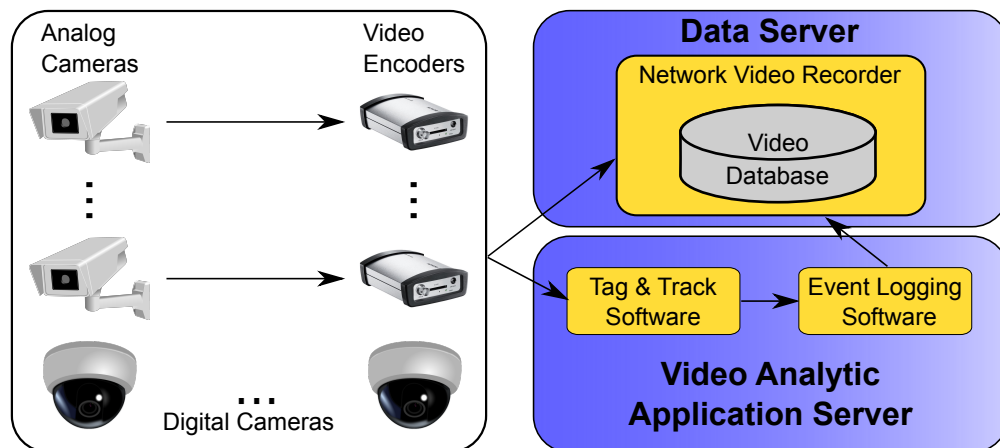 Analog
Cameras
Video
Encoders
...
...
...
Digital Cameras
Data Server
Network Video Recorder
Video
Database
Tag & Track
Software
Event Logging
Software
Video Analytic
Application Server